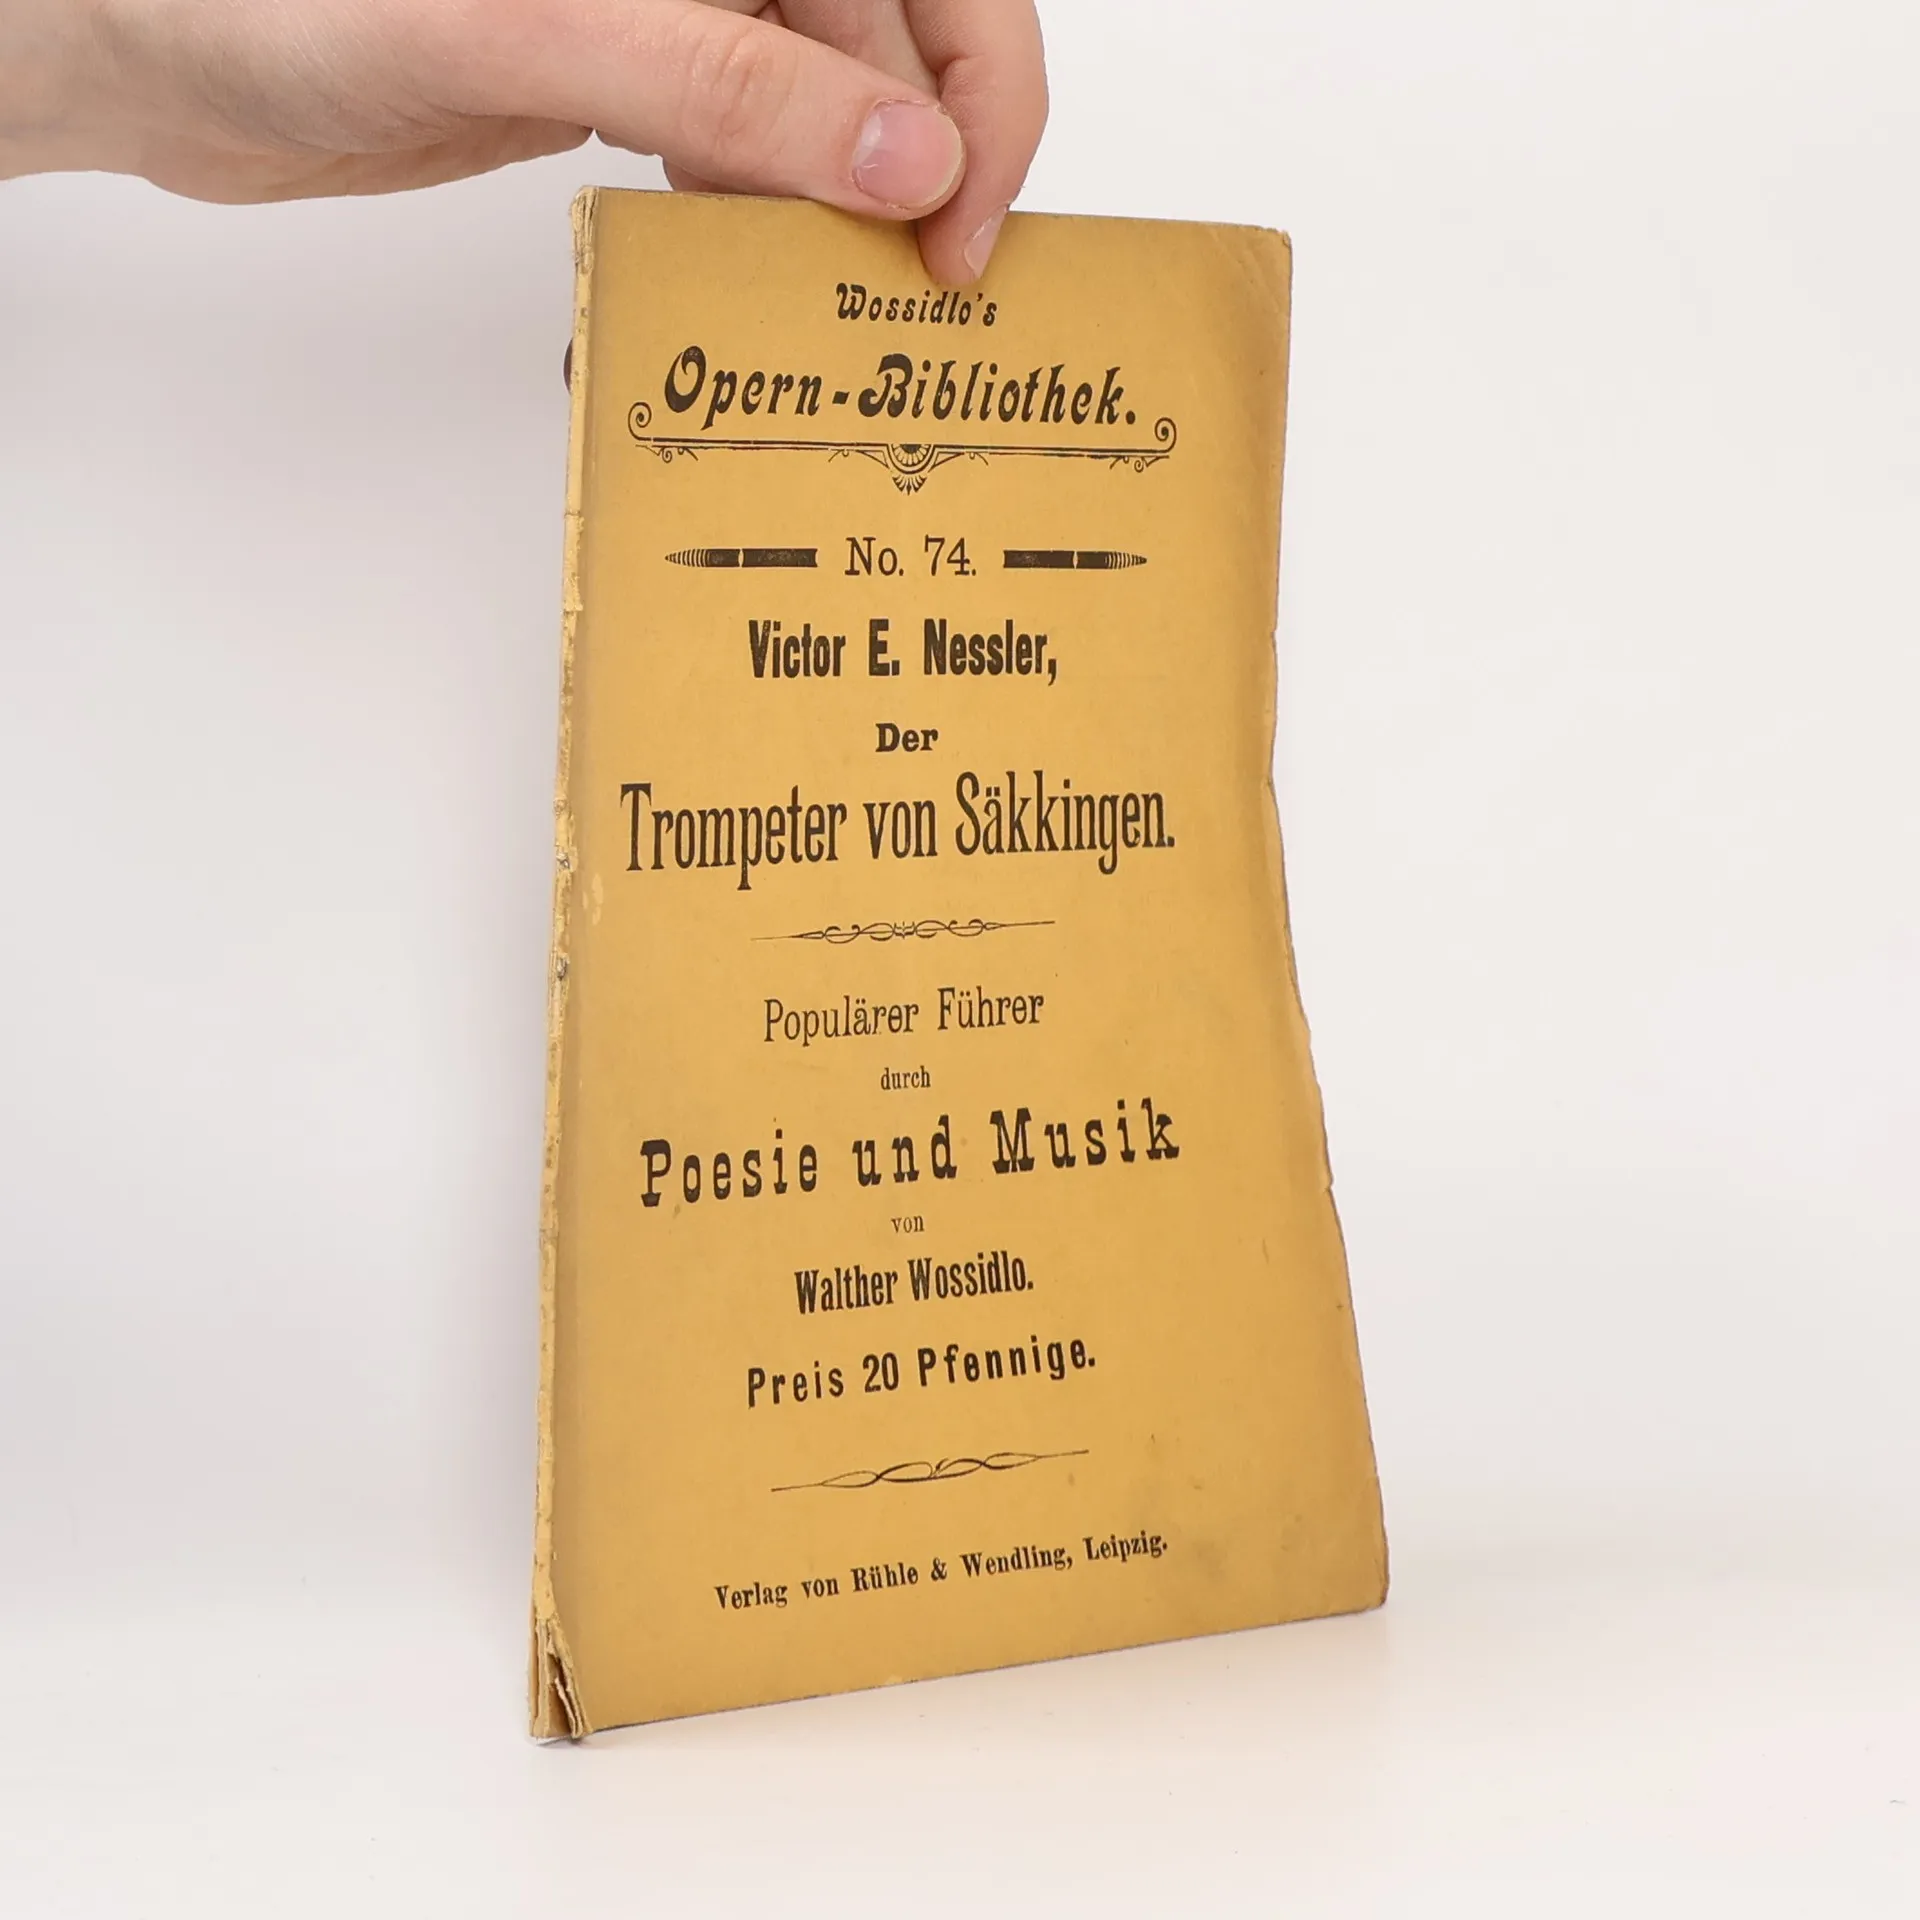 Wossidlo's
Opern-Bibliothek.
No. 74.
Victor E. Nessler,
Der
Trompeter von Säkkingen.
Populärer Führer
durch
Poesie und Musik
von
Walther Wossidlo.
Preis 20 Pfennige.
Verlag von Rühle & Wendling, Leipzig.